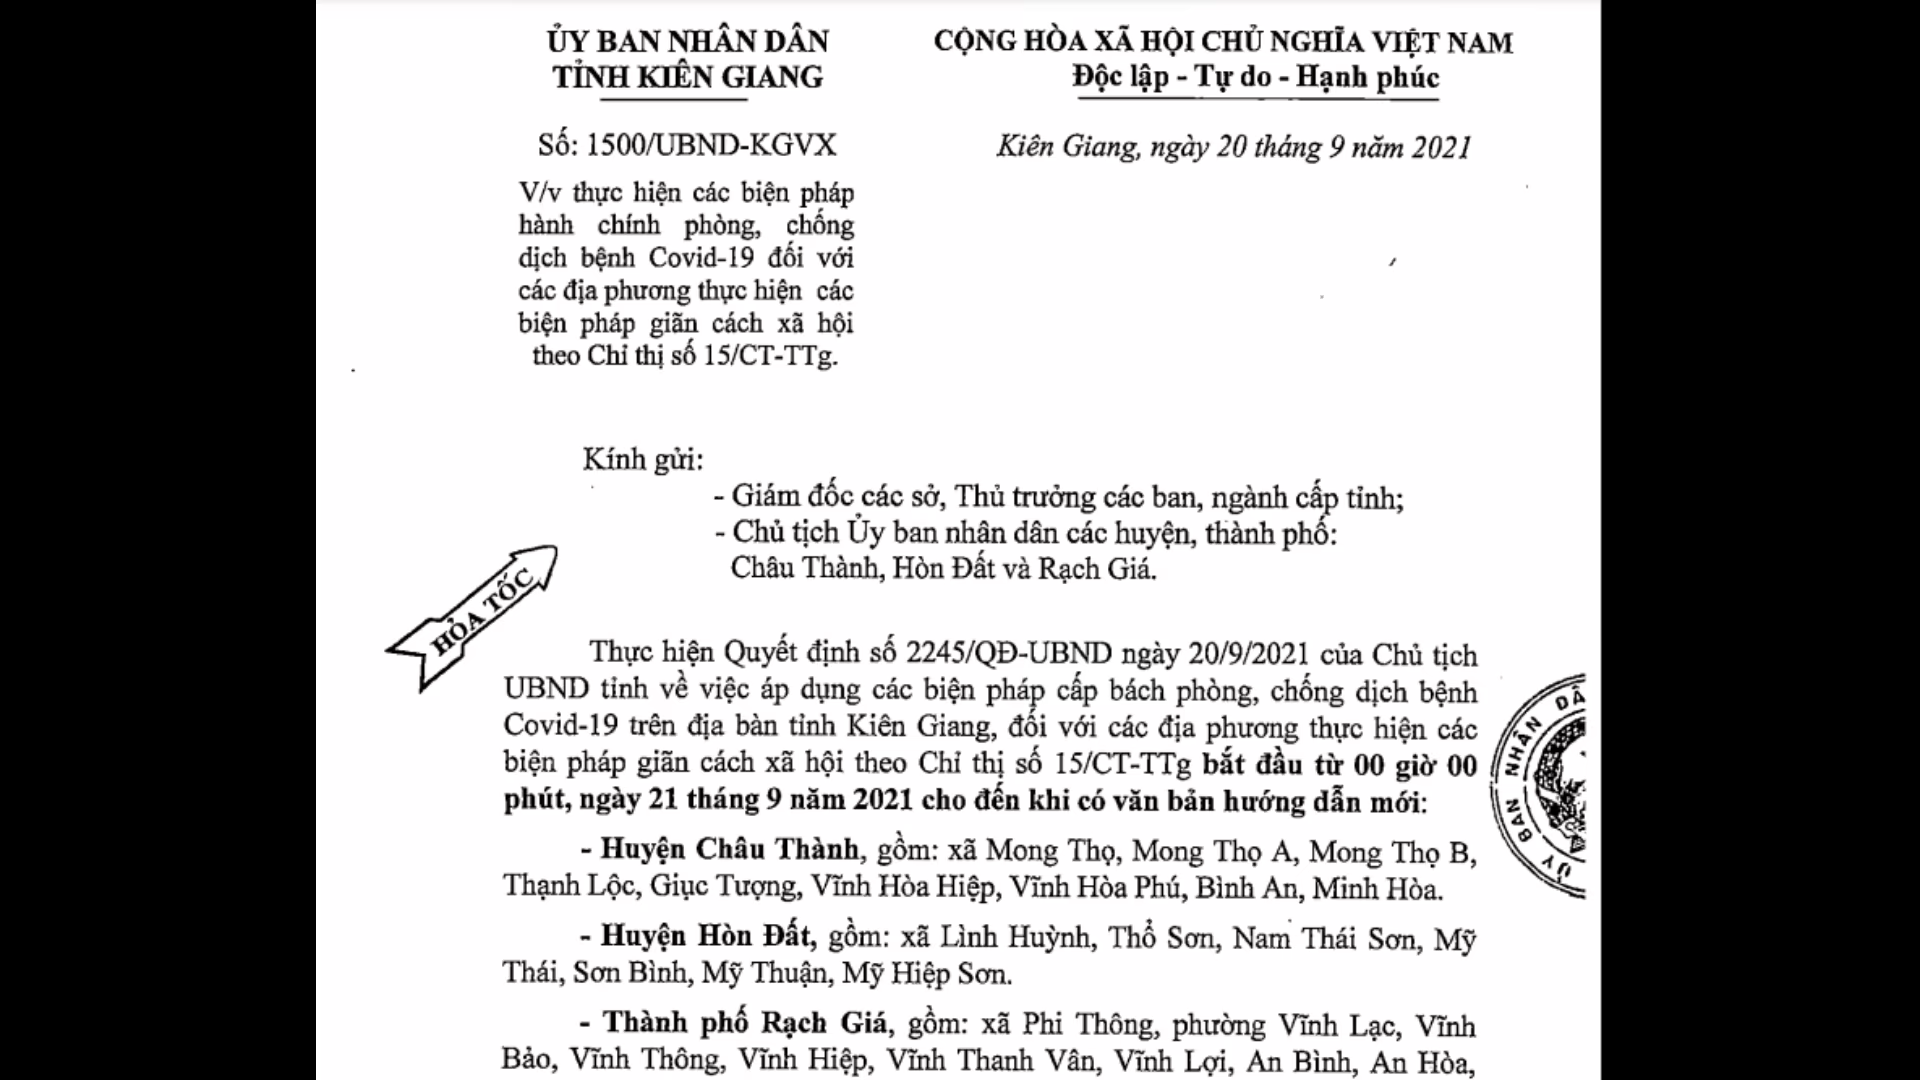 ỦY BAN NHÂN DÂN
TỈNH KIÊN GIANG
CỘNG HÒA XÃ HỘI CHỦ NGHĨA VIỆT NAM
Độc lập - Tự do - Hạnh phúc
Số: 1500/UBND-KGVX
Kiên Giang, ngày 20 tháng 9 năm 2021
V/v thực hiện các biện pháp
hành chính phòng, chống
dịch bệnh Covid-19 đối với
các địa phương thực hiện các
biện pháp giãn cách xã hội
theo Chỉ thị số 15/CT-TTg.
Kính gửi:
- Giám đốc các sở, Thủ trưởng các ban, ngành cấp tỉnh;
- Chủ tịch Ủy ban nhân dân các huyện, thành phố:
Châu Thành, Hòn Đất và Rạch Giá.
HỎA TỐC
Thực hiện Quyết định số 2245/QĐ-UBND ngày 20/9/2021 của Chủ tịch
UBND tỉnh về việc áp dụng các biện pháp cấp bách phòng, chống dịch bệnh
Covid-19 trên địa bàn tỉnh Kiên Giang, đối với các địa phương thực hiện các
biện pháp giãn cách xã hội theo Chỉ thị số 15/CT-TTg bắt đầu từ 00 giờ 00
phút, ngày 21 tháng 9 năm 2021 cho đến khi có văn bản hướng dẫn mới:
- Huyện Châu Thành, gồm: xã Mong Thọ, Mong Thọ A, Mong Thọ B,
Thạnh Lộc, Giục Tượng, Vĩnh Hòa Hiệp, Vĩnh Hòa Phú, Bình An, Minh Hòa.
- Huyện Hòn Đất, gồm: xã Lình Huỳnh, Thổ Sơn, Nam Thái Sơn, Mỹ
Thái, Sơn Bình, Mỹ Thuận, Mỹ Hiệp Sơn.
- Thành phố Rạch Giá, gồm: xã Phi Thông, phường Vĩnh Lạc, Vĩnh
Bảo, Vĩnh Thông, Vĩnh Hiệp, Vĩnh Thanh Vân, Vĩnh Lợi, An Bình, An Hòa,
ỦY BAN NHÂN DÂ